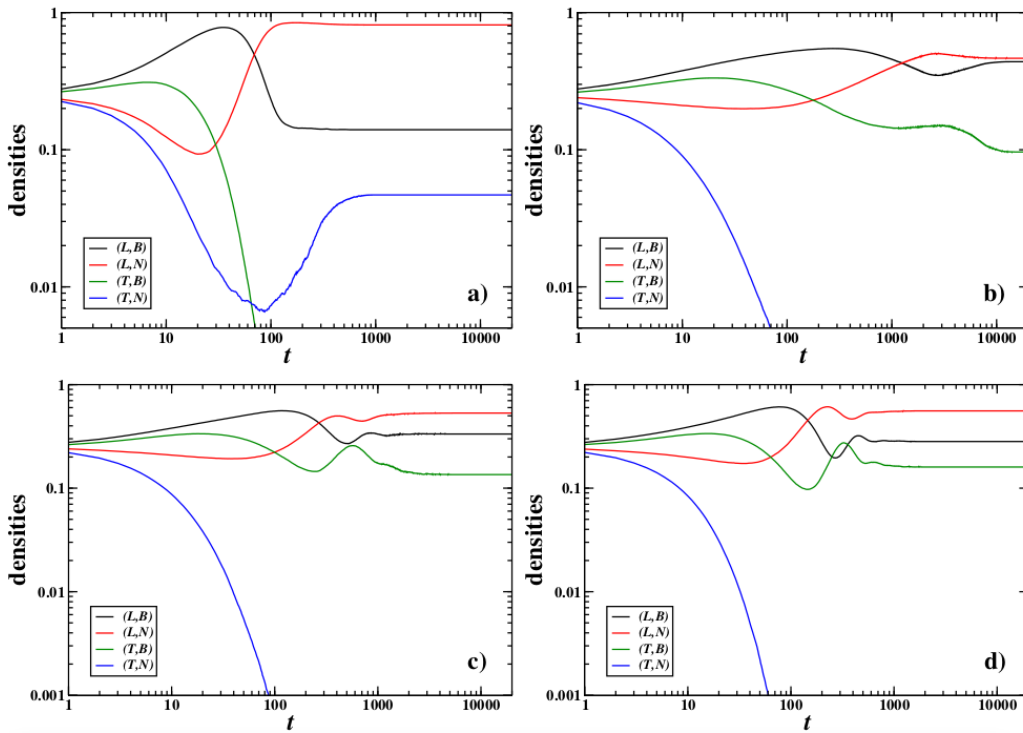 1
0.1
0.01
densities
(L,B)
(L,N)
(T,B)
(T,N)
a)
1 10 100 1000 10000
t
1
0.1
0.01
densities
(L,B)
(L,N)
(T,B)
(T,N)
b)
1 10 100 1000 10000
t
1
0.1
0.01
0.001
densities
(L,B)
(L,N)
(T,B)
(T,N)
c)
1 10 100 1000 10000
t
1
0.1
0.01
0.001
densities
(L,B)
(L,N)
(T,B)
(T,N)
d)
1 10 100 1000 10000
t